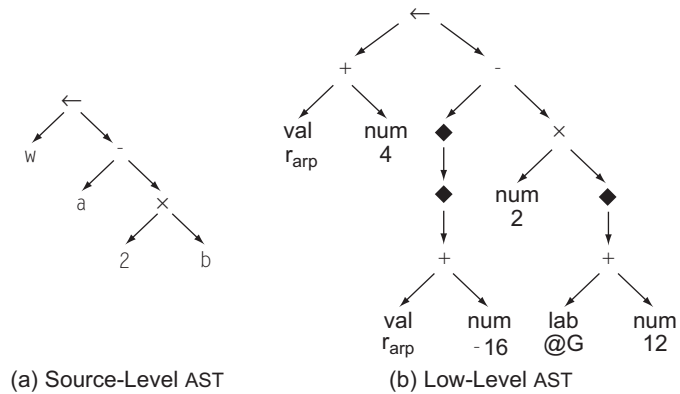 ←
+
-
←
val
r_arp
num
4
◆
×
w
-
a
×
◆
num
2
◆
2
b
+
+
val
r_arp
num
-16
lab
@G
num
12
(a) Source-Level AST
(b) Low-Level AST